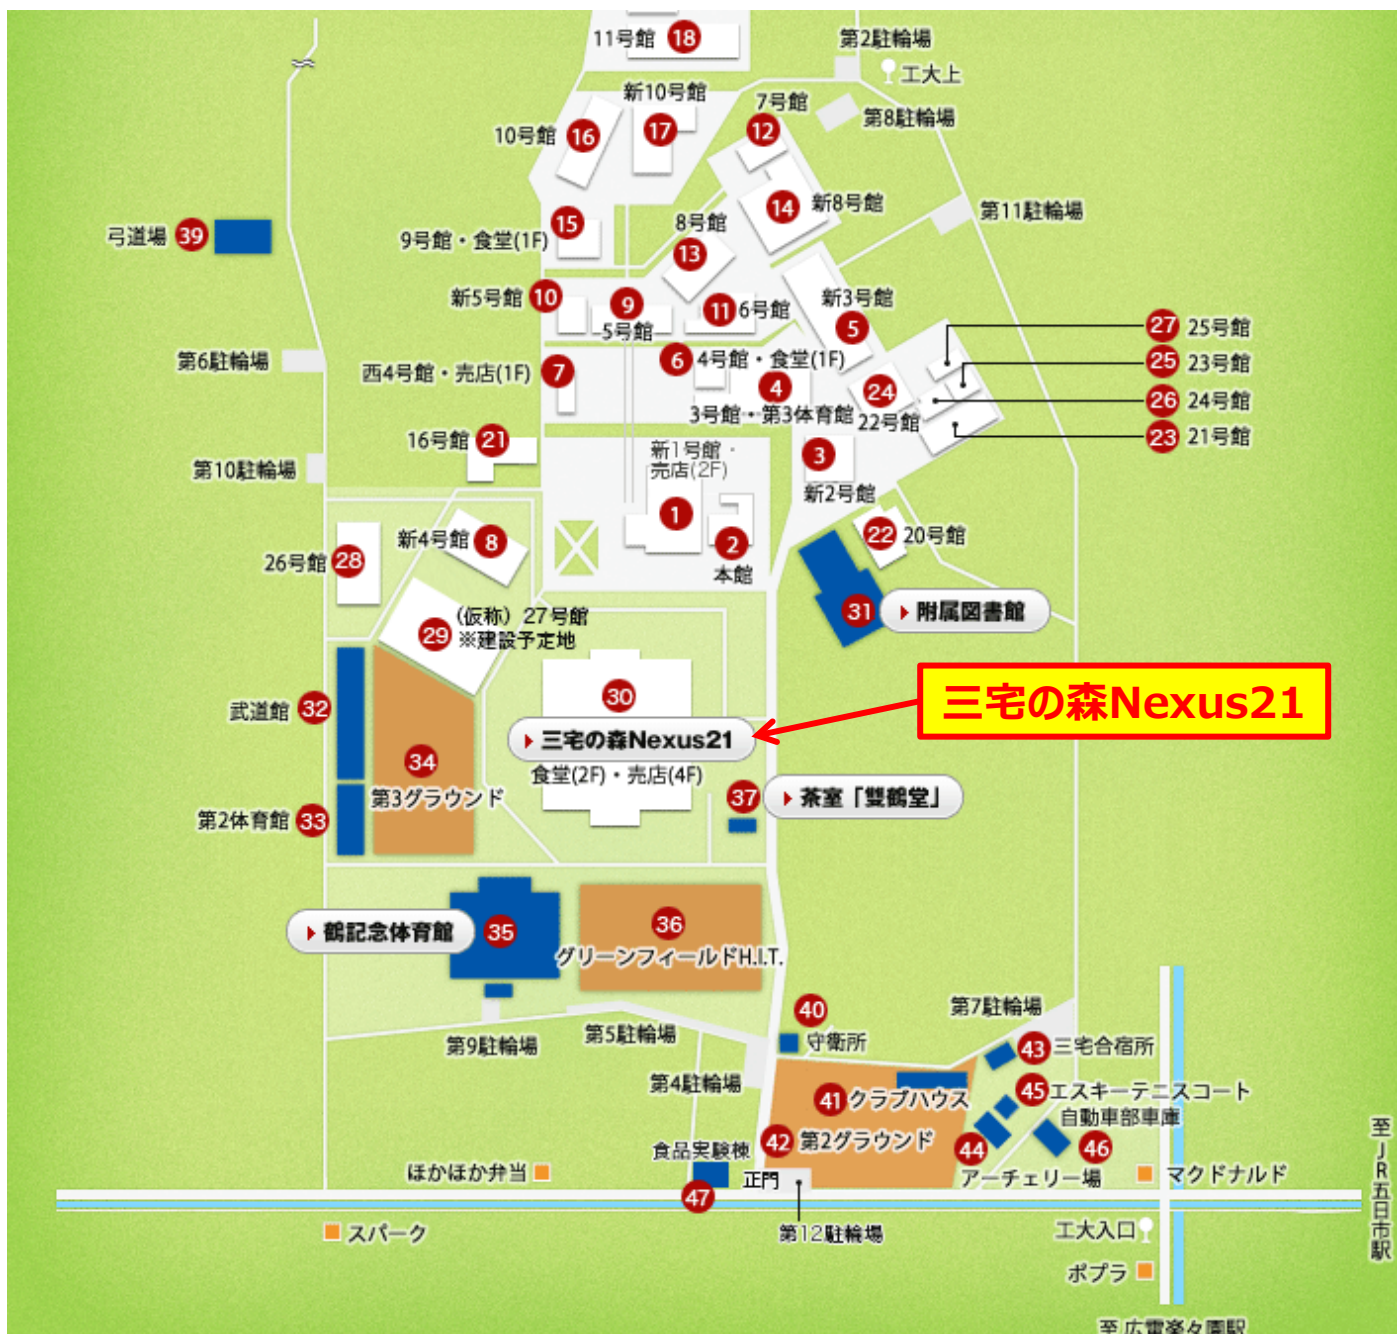 11号館 18
第2駐輪場
工大上
新10号館
7号館
第8駐輪場
10号館 16
17
12
14 新8号館
第11駐輪場
弓道場 39
15
9号館・食堂(1F)
8号館
13
新5号館 10
9
5号館
11 6号館
新3号館
5
27 25号館
25 23号館
26 24号館
23 21号館
第6駐輪場
西4号館・売店(1F)
7
6 4号館・食堂(1F)
4
3号館・第3体育館
24
22号館
16号館 21
第10駐輪場
新1号館・
売店(2F)
1
2
本館
3
新2号館
22 20号館
26号館 28
新4号館 8
31 附属図書館
(仮称) 27号館
29 ※建設予定地
武道館 32
30
三宅の森Nexus21
食堂(2F)・売店(4F)
三宅の森Nexus21
34
第3グラウンド
第2体育館 33
37 茶室「雙鶴堂」
鶴記念体育館 35
36
グリーンフィールドH.I.T.
第9駐輪場
第5駐輪場
第4駐輪場
40
守衛所
第7駐輪場
43 三宅合宿所
41 クラブハウス
45 エスキーテニスコート
自動車部車庫
46
42 第2グラウンド
44
アーチェリー場
食品実験棟
47
正門
第12駐輪場
ほかほか弁当
スパーク
マクドナルド
工大入口
ポプラ
至JR五日市駅
至 広電楽々園駅